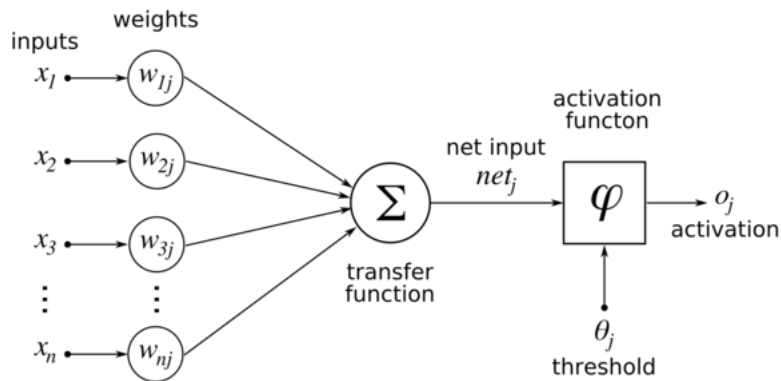 weights
inputs
x₁
w₁ⱼ
activation
functon
x₂
w₂ⱼ
net input
netⱼ
Σ
φ
oⱼ
activation
x₃
w₃ⱼ
transfer
function
⋮
⋮
θⱼ
threshold
xₙ
wₙⱼ